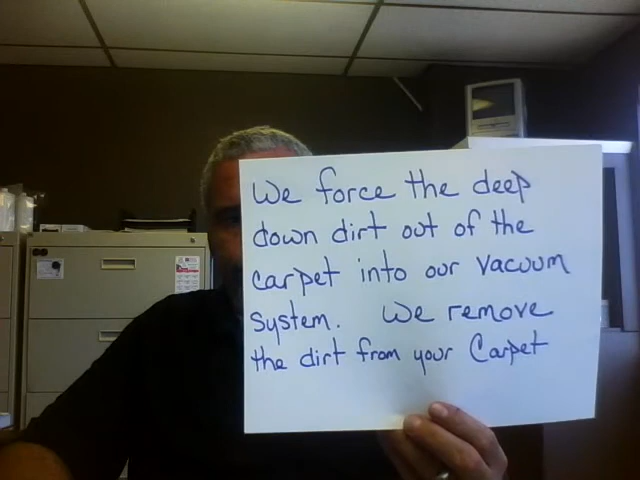 We force the deep
down dirt out of the
carpet into our vacuum
system. We remove
the dirt from your Carpet